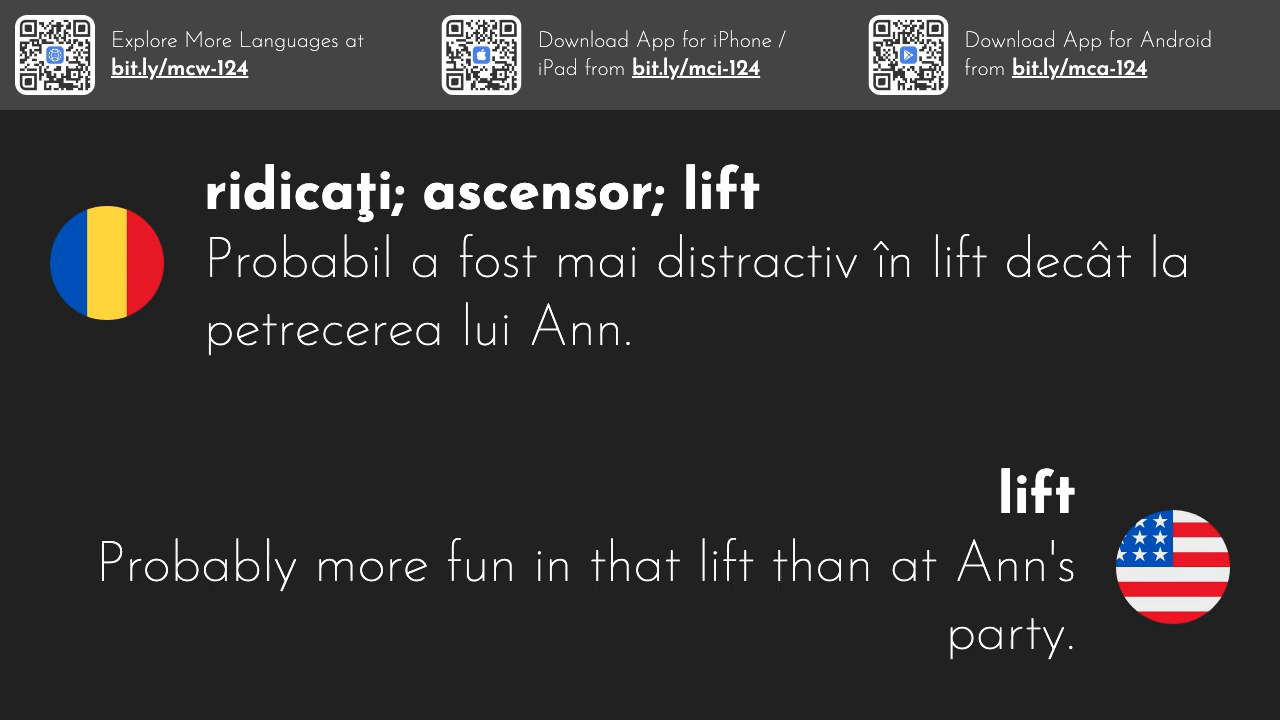 Explore More Languages at
bit.ly/mcw-124
Download App for iPhone /
iPad from bit.ly/mci-124
Download App for Android
from bit.ly/mca-124
ridicaţi; ascensor; lift
Probabil a fost mai distractiv în lift decât la
petrecerea lui Ann.
lift
Probably more fun in that lift than at Ann's
party.